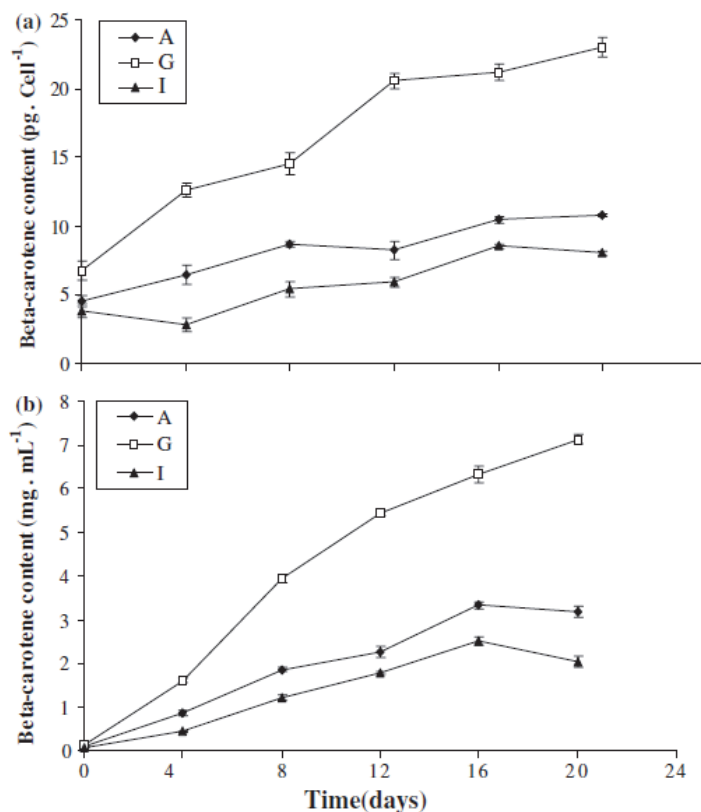 (a)
Beta-carotene content (pg. Cell⁻¹)
25
20
15
10
5
0
A
G
I
(b)
Beta-carotene content (mg. mL⁻¹)
8
7
6
5
4
3
2
1
0
A
G
I
0 4 8 12 16 20 24
Time(days)